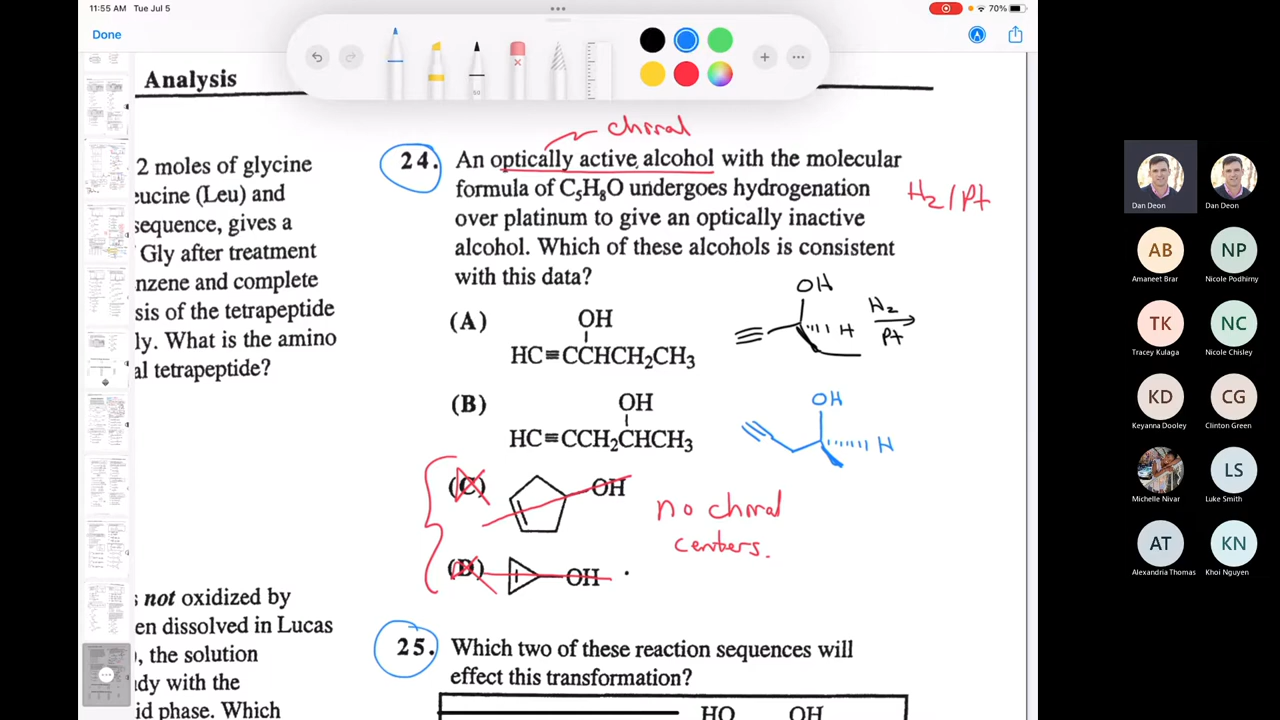 11:55 AM Tue Jul 5
70%
Done
Analysis
2 moles of glycine
eucine (Leu) and
sequence, gives a
Gly after treatment
nzene and complete
sis of the tetrapeptide
ly. What is the amino
al tetrapeptide?
not oxidized by
en dissolved in Lucas
), the solution
dy with the
id phase. Which
chiral
24. An optically active alcohol with the molecular
formula of C₅H₈O undergoes hydrogenation
over platinum to give an optically inactive
alcohol. Which of these alcohols is consistent
with this data?
H₂/Pt
(A) OH
HC≡CCHCH₂CH₃
OH
H
H₂
Pt
(B) OH
HC≡CCH₂CHCH₃
OH
H
(C) OH
(D) OH
no chiral
centers.
25. Which two of these reaction sequences will
effect this transformation?
HO OH
Dan Deon
Dan Deon
AB
Amaneet Brar
NP
Nicole Podhirny
TK
Tracey Kulaga
NC
Nicole Chisley
KD
Keyanna Dooley
CG
Clinton Green
Michelle Nivar
LS
Luke Smith
AT
Alexandria Thomas
KN
Khoi Nguyen